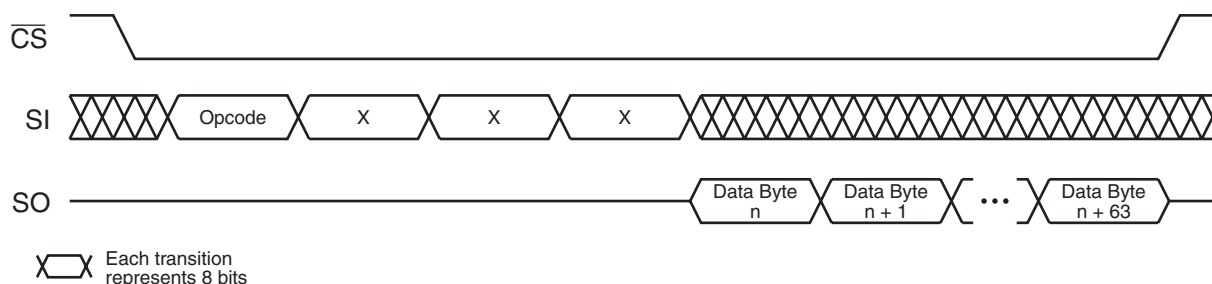 CS
SI
Opcode
X
X
X
SO
Data Byte
n
Data Byte
n + 1
•••
Data Byte
n + 63
Each transition
represents 8 bits